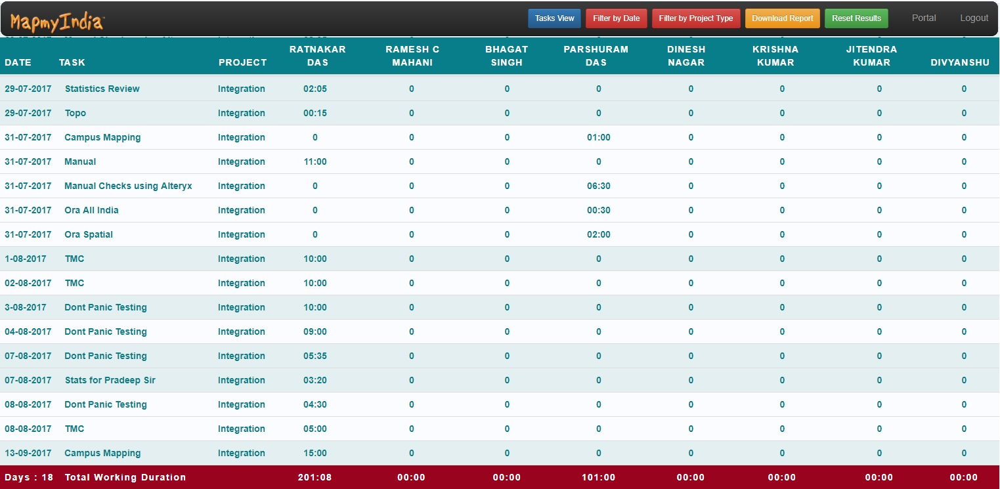 MapmyIndia Tasks View Filter by Date Filter by Project Type Download Report Reset Results Portal Logout
RATNAKAR RAMESH C BHAGAT PARSHURAM DINESH KRISHNA JITENDRA
DATE TASK PROJECT DAS MAHANI SINGH DAS NAGAR KUMAR KUMAR DIVYANSHU
29-07-2017 Statistics Review Integration 02:05 0 0 0 0 0 0 0
29-07-2017 Topo Integration 00:15 0 0 0 0 0 0 0
31-07-2017 Campus Mapping Integration 0 0 0 01:00 0 0 0 0
31-07-2017 Manual Integration 11:00 0 0 0 0 0 0 0
31-07-2017 Manual Checks using Alteryx Integration 0 0 0 06:30 0 0 0 0
31-07-2017 Ora All India Integration 0 0 0 00:30 0 0 0 0
31-07-2017 Ora Spatial Integration 0 0 0 02:00 0 0 0 0
1-08-2017 TMC Integration 10:00 0 0 0 0 0 0 0
02-08-2017 TMC Integration 10:00 0 0 0 0 0 0 0
3-08-2017 Dont Panic Testing Integration 10:00 0 0 0 0 0 0 0
04-08-2017 Dont Panic Testing Integration 09:00 0 0 0 0 0 0 0
07-08-2017 Dont Panic Testing Integration 05:35 0 0 0 0 0 0 0
07-08-2017 Stats for Pradeep Sir Integration 03:20 0 0 0 0 0 0 0
08-08-2017 Dont Panic Testing Integration 04:30 0 0 0 0 0 0 0
08-08-2017 TMC Integration 05:00 0 0 0 0 0 0 0
13-09-2017 Campus Mapping Integration 15:00 0 0 0 0 0 0 0
Days : 18 Total Working Duration 201:08 00:00 00:00 101:00 00:00 00:00 00:00 00:00